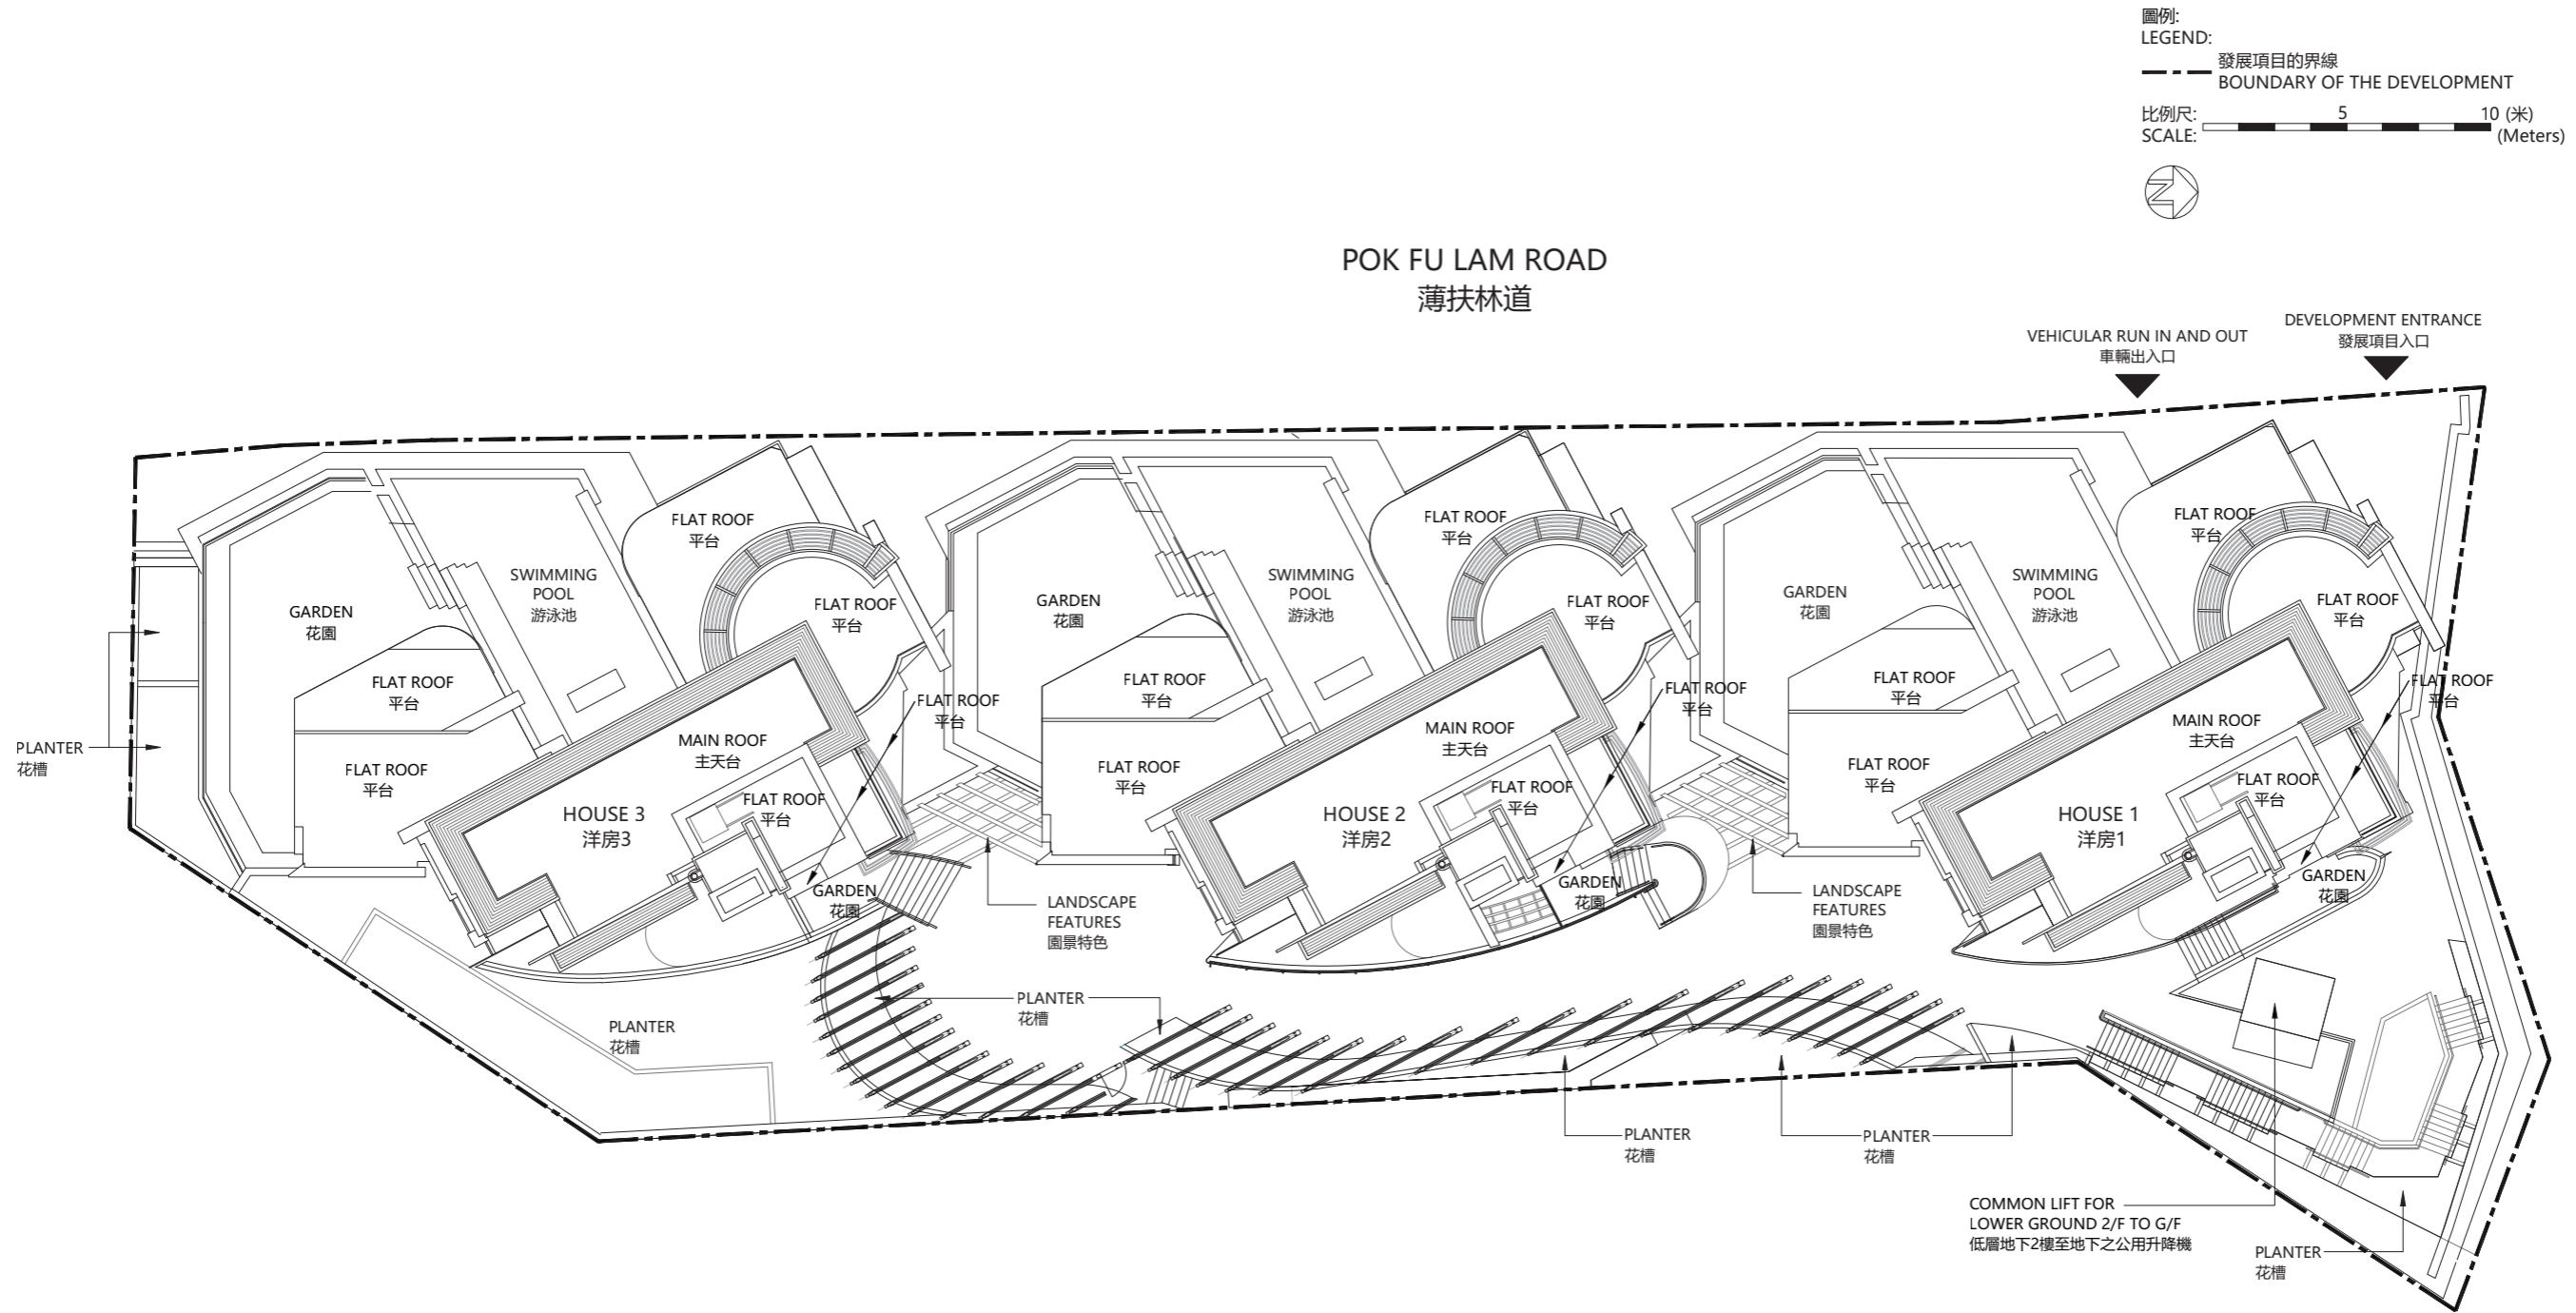 圖例:
LEGEND:
發展項目的界線
BOUNDARY OF THE DEVELOPMENT
比例尺:
SCALE:
5
10 (米)
(Meters)
N
POK FU LAM ROAD
薄扶林道
VEHICULAR RUN IN AND OUT
車輛出入口
DEVELOPMENT ENTRANCE
發展項目入口
PLANTER
花槽
GARDEN
花園
SWIMMING
POOL
游泳池
FLAT ROOF
平台
FLAT ROOF
平台
FLAT ROOF
平台
FLAT ROOF
平台
FLAT ROOF
平台
MAIN ROOF
主天台
FLAT ROOF
平台
HOUSE 3
洋房3
GARDEN
花園
PLANTER
花槽
LANDSCAPE
FEATURES
園景特色
PLANTER
花槽
GARDEN
花園
SWIMMING
POOL
游泳池
FLAT ROOF
平台
FLAT ROOF
平台
FLAT ROOF
平台
FLAT ROOF
平台
FLAT ROOF
平台
MAIN ROOF
主天台
FLAT ROOF
平台
HOUSE 2
洋房2
GARDEN
花園
LANDSCAPE
FEATURES
園景特色
PLANTER
花槽
GARDEN
花園
SWIMMING
POOL
游泳池
FLAT ROOF
平台
FLAT ROOF
平台
FLAT ROOF
平台
FLAT ROOF
平台
FLAT ROOF
平台
MAIN ROOF
主天台
FLAT ROOF
平台
HOUSE 1
洋房1
GARDEN
花園
PLANTER
花槽
COMMON LIFT FOR
LOWER GROUND 2/F TO G/F
低層地下2樓至地下之公用升降機
PLANTER
花槽